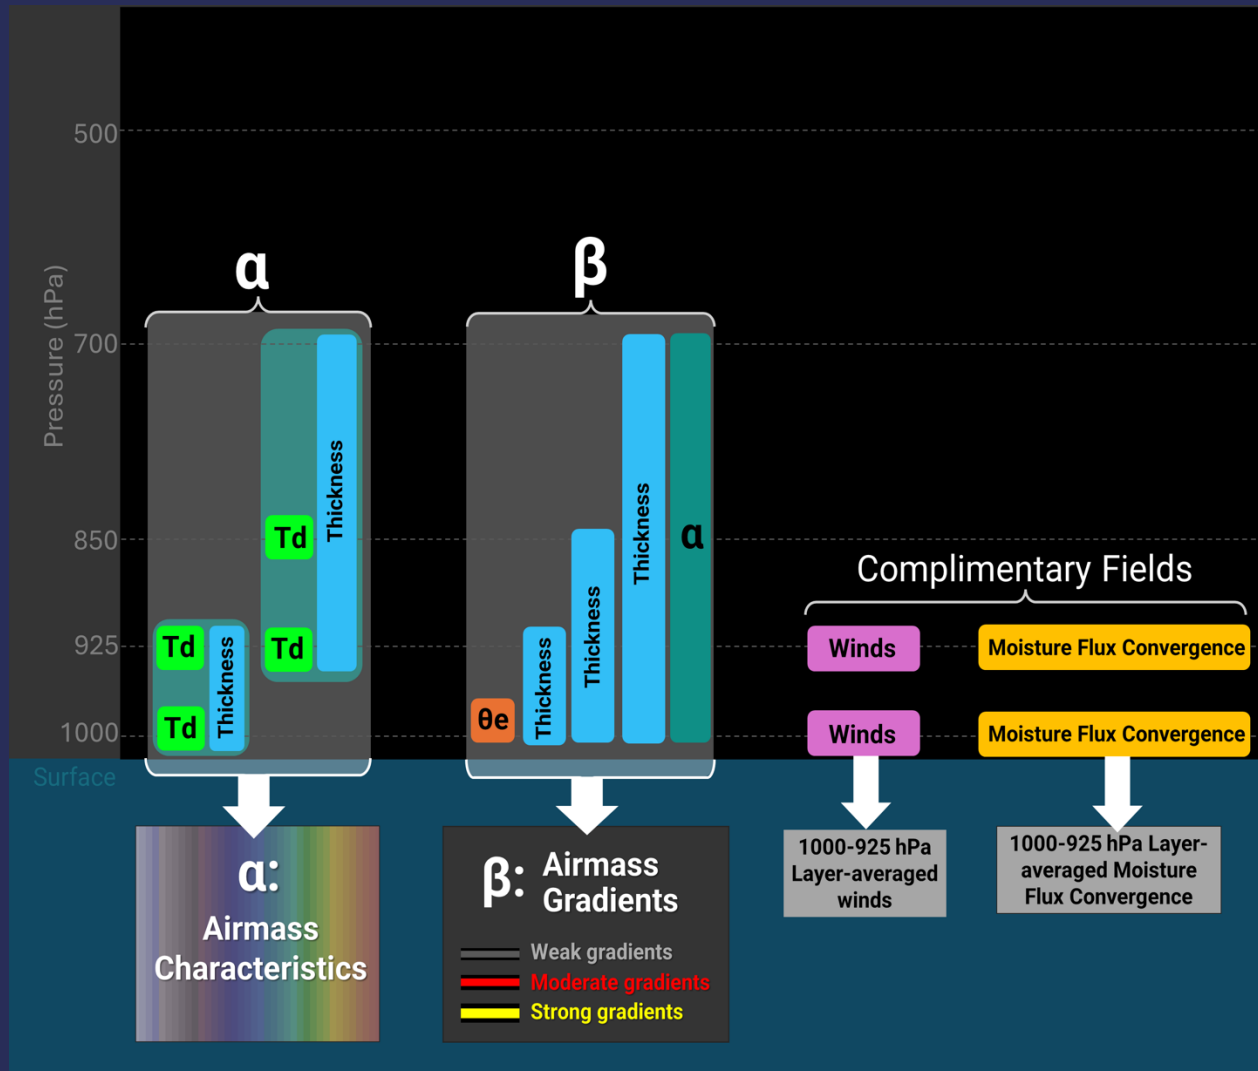 500
Pressure (hPa)
700
850
925
1000
Surface
α
Td
Thickness
Td
Td
Thickness
Td
β
θe
Thickness
Thickness
Thickness
α
Complimentary Fields
Winds
Moisture Flux Convergence
Winds
Moisture Flux Convergence
α:
Airmass
Characteristics
β: Airmass
Gradients
Weak gradients
Moderate gradients
Strong gradients
1000-925 hPa
Layer-averaged
winds
1000-925 hPa Layer-
averaged Moisture
Flux Convergence